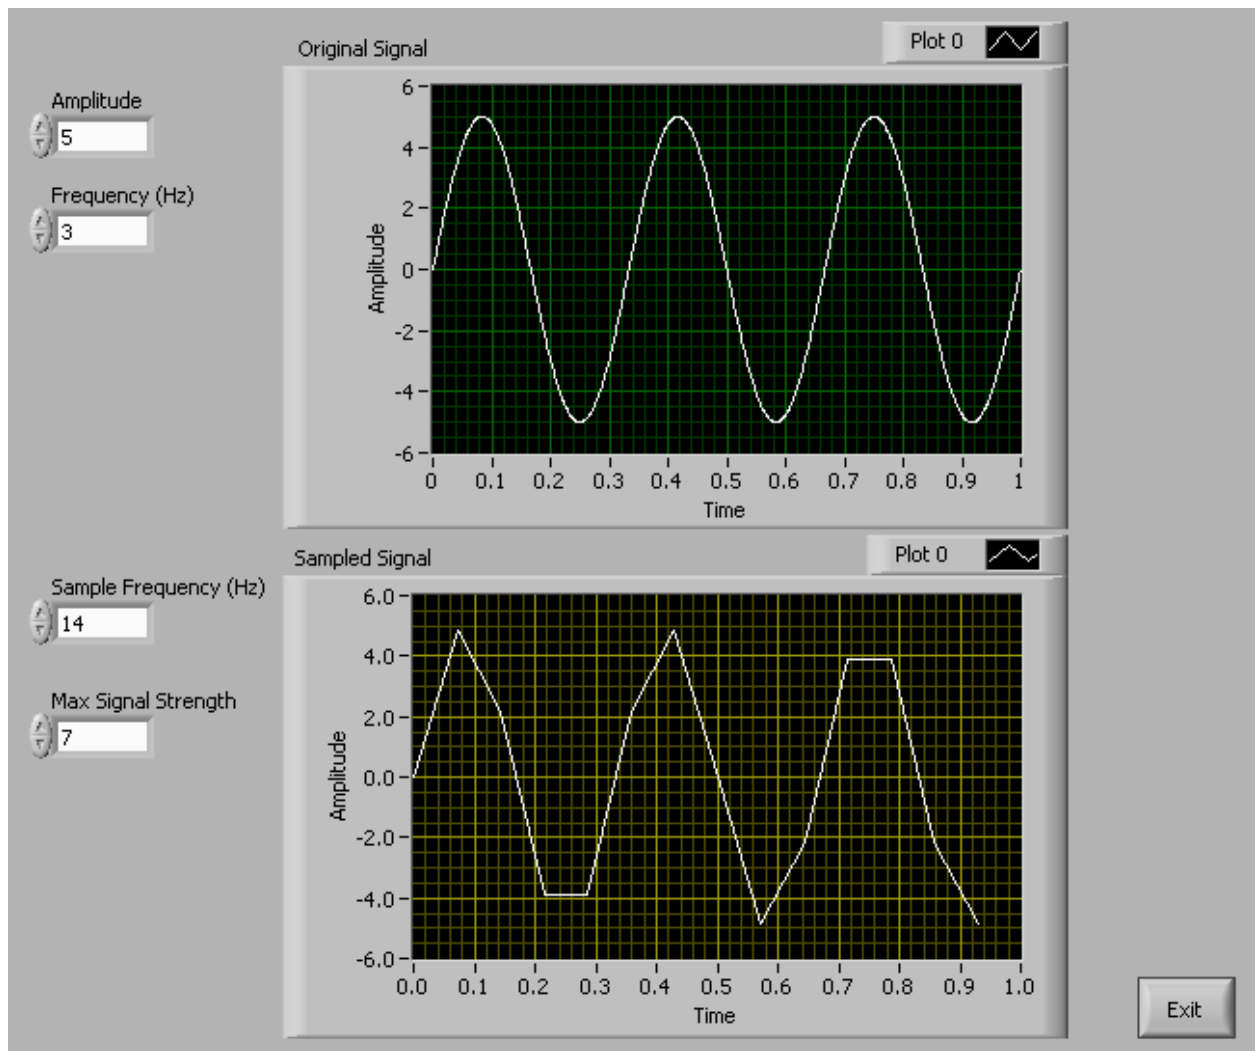 Original Signal
Plot 0
Amplitude
5
Frequency (Hz)
3
6
4
2
0
-2
-4
-6
Amplitude
0 0.1 0.2 0.3 0.4 0.5 0.6 0.7 0.8 0.9 1
Time
Sampled Signal
Plot 0
Sample Frequency (Hz)
14
Max Signal Strength
7
6.0
4.0
2.0
0.0
-2.0
-4.0
-6.0
Amplitude
0.0 0.1 0.2 0.3 0.4 0.5 0.6 0.7 0.8 0.9 1.0
Time
Exit